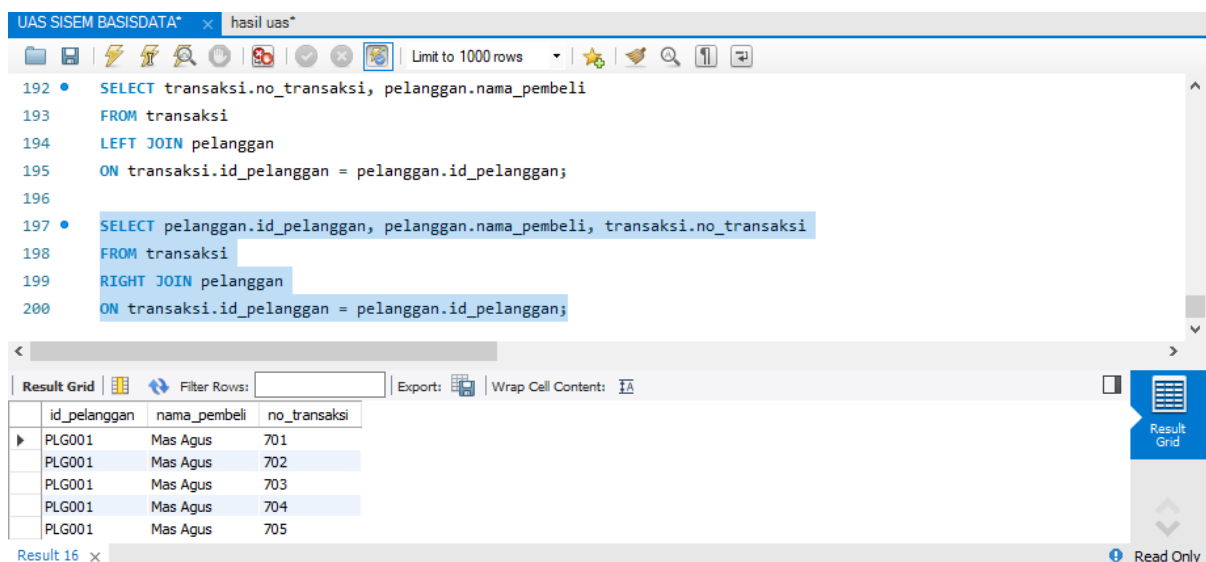 UAS SISEM BASISDATA* × hasil uas*
Limit to 1000 rows
192 SELECT transaksi.no_transaksi, pelanggan.nama_pembeli
193 FROM transaksi
194 LEFT JOIN pelanggan
195 ON transaksi.id_pelanggan = pelanggan.id_pelanggan;
196
197 SELECT pelanggan.id_pelanggan, pelanggan.nama_pembeli, transaksi.no_transaksi
198 FROM transaksi
199 RIGHT JOIN pelanggan
200 ON transaksi.id_pelanggan = pelanggan.id_pelanggan;
Result Grid Filter Rows: Export: Wrap Cell Content: IA
id_pelanggan nama_pembeli no_transaksi
PLG001 Mas Agus 701
PLG001 Mas Agus 702
PLG001 Mas Agus 703
PLG001 Mas Agus 704
PLG001 Mas Agus 705
Result
Grid
Result 16 × Read Only